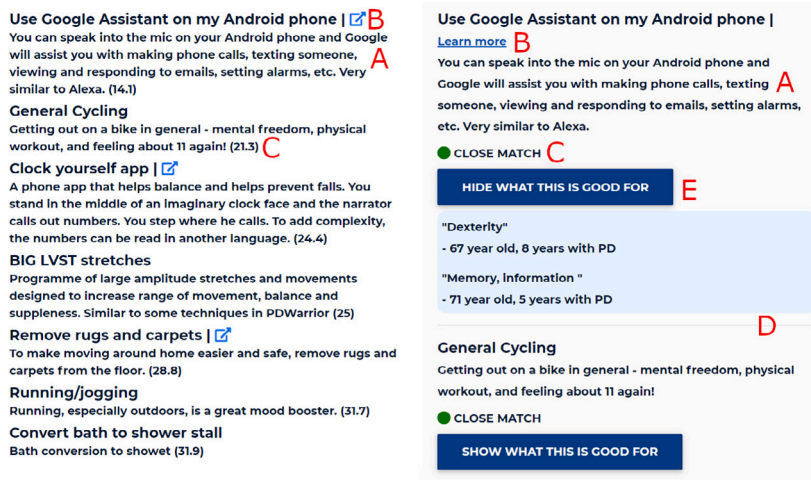 Use Google Assistant on my Android phone | B
You can speak into the mic on your Android phone and Google
will assist you with making phone calls, texting someone,
viewing and responding to emails, setting alarms, etc. Very
similar to Alexa. (14.1)
A
General Cycling
Getting out on a bike in general - mental freedom, physical
workout, and feeling about 11 again! (21.3) C
Clock yourself app |
A phone app that helps balance and helps prevent falls. You
stand in the middle of an imaginary clock face and the narrator
calls out numbers. You step where he calls. To add complexity,
the numbers can be read in another language. (24.4)
BIG LVST stretches
Programme of large amplitude stretches and movements
designed to increase range of movement, balance and
suppleness. Similar to some techniques in PDWarrior (25)
Remove rugs and carpets |
To make moving around home easier and safe, remove rugs and
carpets from the floor. (28.8)
Running/jogging
Running, especially outdoors, is a great mood booster. (31.7)
Convert bath to shower stall
Bath conversion to showet (31.9)
Use Google Assistant on my Android phone |
Learn more B
You can speak into the mic on your Android phone and
Google will assist you with making phone calls, texting A
someone, viewing and responding to emails, setting alarms,
etc. Very similar to Alexa.
CLOSE MATCH C
HIDE WHAT THIS IS GOOD FOR E
"Dexterity"
- 67 year old, 8 years with PD
"Memory, information "
- 71 year old, 5 years with PD
D
General Cycling
Getting out on a bike in general - mental freedom, physical
workout, and feeling about 11 again!
CLOSE MATCH
SHOW WHAT THIS IS GOOD FOR